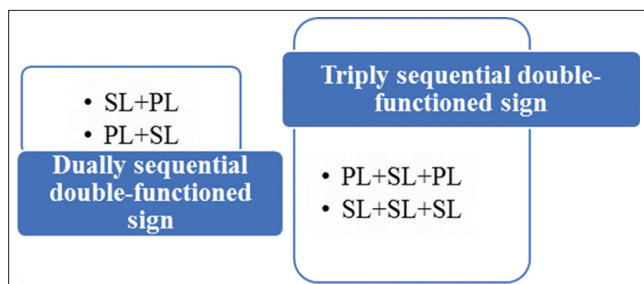 • SL+PL
• PL+SL
Dually sequential
double-functioned
sign
Triply sequential double-
functioned sign
• PL+SL+PL
• SL+SL+SL